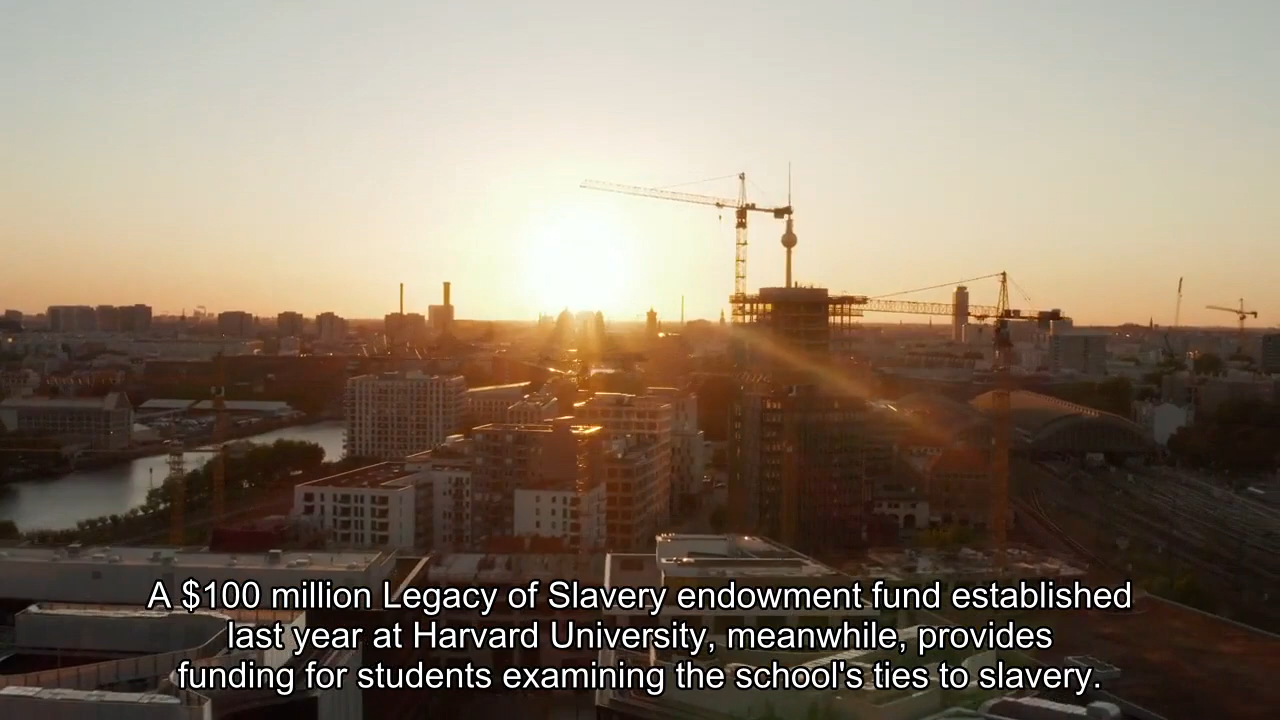 A $100 million Legacy of Slavery endowment fund established
last year at Harvard University, meanwhile, provides
funding for students examining the school's ties to slavery.